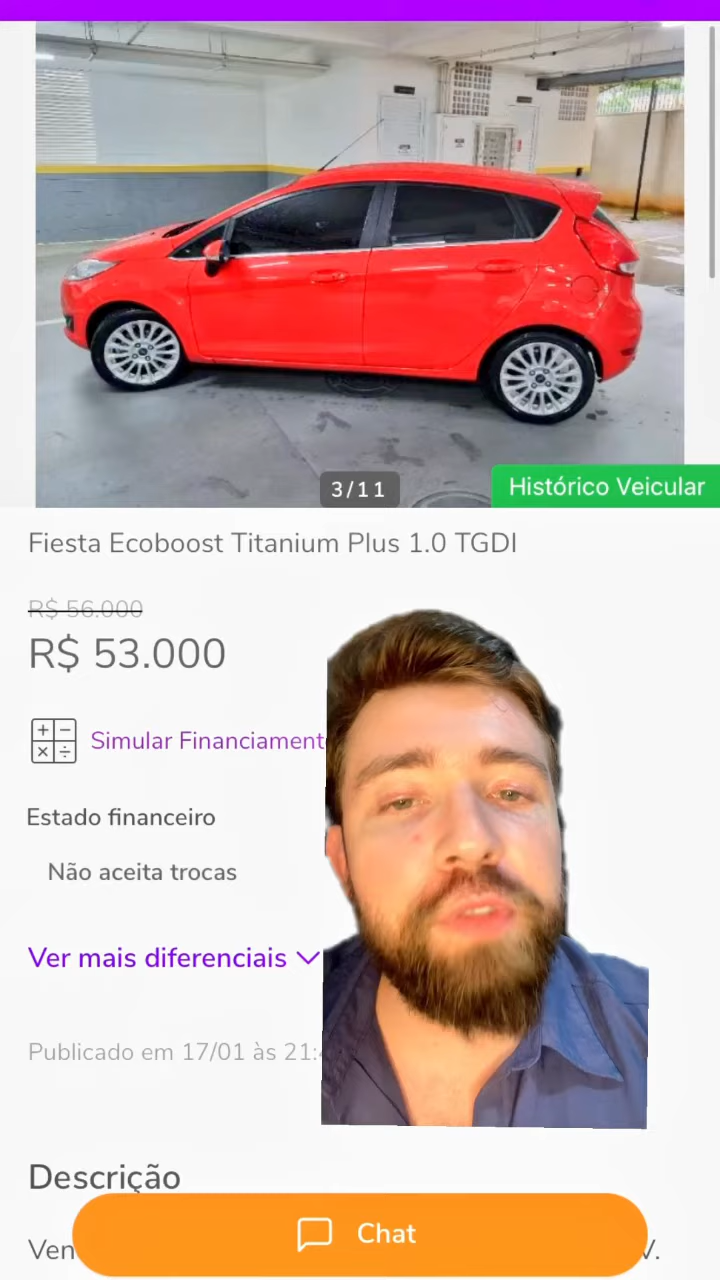 3/11
Histórico Veicular
Fiesta Ecoboost Titanium Plus 1.0 TGDI
R$ 56.000
R$ 53.000
Simular Financiament
Estado financeiro
Não aceita trocas
Ver mais diferenciais
Publicado em 17/01 às 21:
Descrição
Chat
Ven
V.